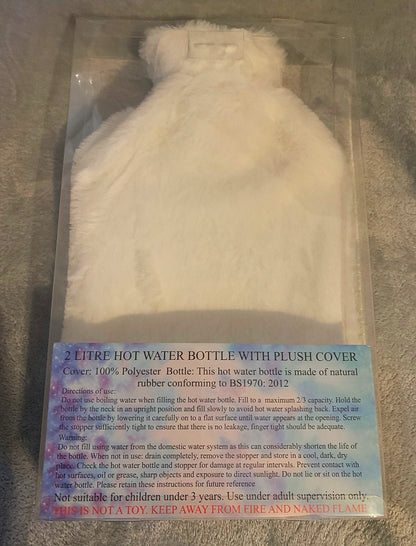 2 LITRE HOT WATER BOTTLE WITH PLUSH COVER
Cover: 100% Polyester Bottle: This hot water bottle is made of natural
rubber conforming to BS1970: 2012
Directions of use:
Do not use boiling water when filling the hot water bottle. Fill to a maximum 2/3 capacity. Hold the
bottle by the neck in an upright position and fill slowly to avoid hot water splashing back. Expel air
from the bottle by lowering it carefully on to a flat surface until water appears at the opening. Screw
the stopper sufficiently tight to ensure that there is no leakage, finger tight should be adequate.
Warning:
Do not fill using water from the domestic water system as this can considerably shorten the life of
the bottle. When not in use: drain completely, remove the stopper and store in a cool, dark, dry
place. Check the hot water bottle and stopper for damage at regular intervals. Prevent contact with
hot surfaces, oil or grease, sharp objects and exposure to direct sunlight. Do not lie or sit on the hot
water bottle. Please retain these instructions for future reference
Not suitable for children under 3 years. Use under adult supervision only.
THIS IS NOT A TOY. KEEP AWAY FROM FIRE AND NAKED FLAME